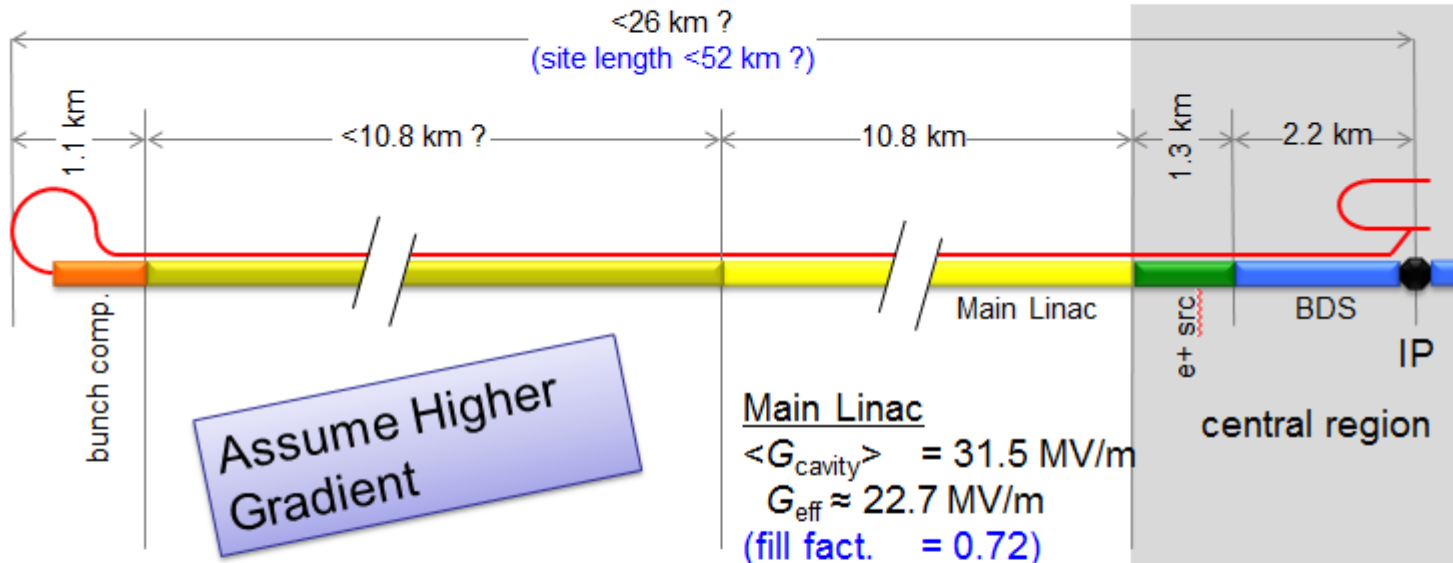 <26 km ?
(site length <52 km ?)
1.1 km
<10.8 km ?
10.8 km
1.3 km
2.2 km
bunch comp.
Main Linac
e+ src
BDS
IP
Assume Higher
Gradient
Main Linac
<Gcavity> = 31.5 MV/m
Geff ≈ 22.7 MV/m
(fill fact. = 0.72)
central region